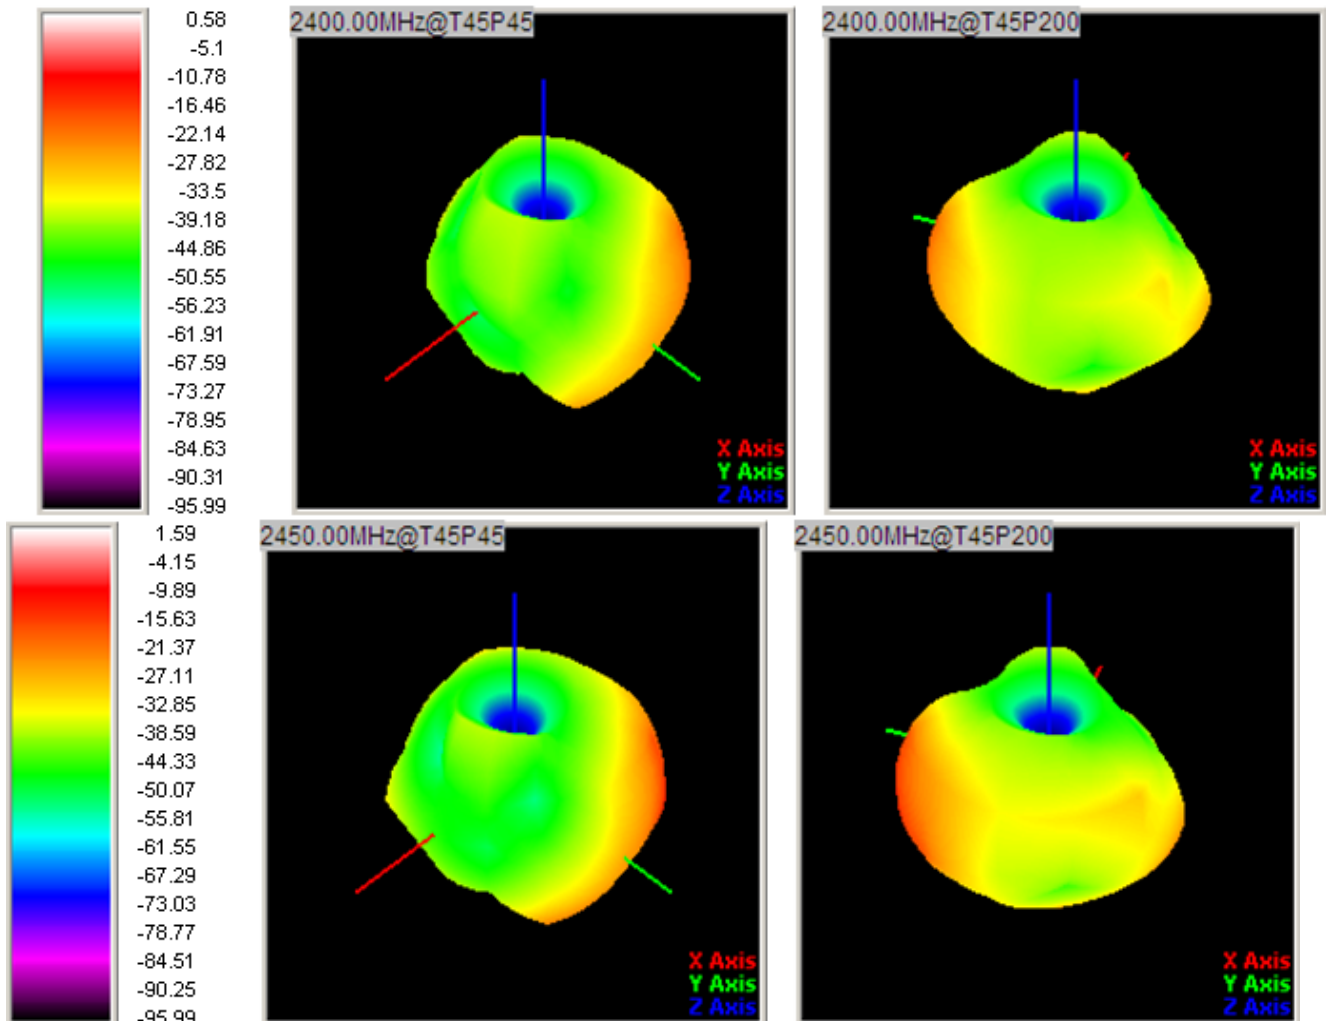 0.58
-5.1
-10.78
-16.46
-22.14
-27.82
-33.5
-39.18
-44.86
-50.55
-56.23
-61.91
-67.59
-73.27
-78.95
-84.63
-90.31
-95.99
2400.00MHz@T45P45
X Axis
Y Axis
Z Axis
2400.00MHz@T45P200
X Axis
Y Axis
Z Axis
1.59
-4.15
-9.89
-15.63
-21.37
-27.11
-32.85
-38.59
-44.33
-50.07
-55.81
-61.55
-67.29
-73.03
-78.77
-84.51
-90.25
-95.99
2450.00MHz@T45P45
X Axis
Y Axis
Z Axis
2450.00MHz@T45P200
X Axis
Y Axis
Z Axis